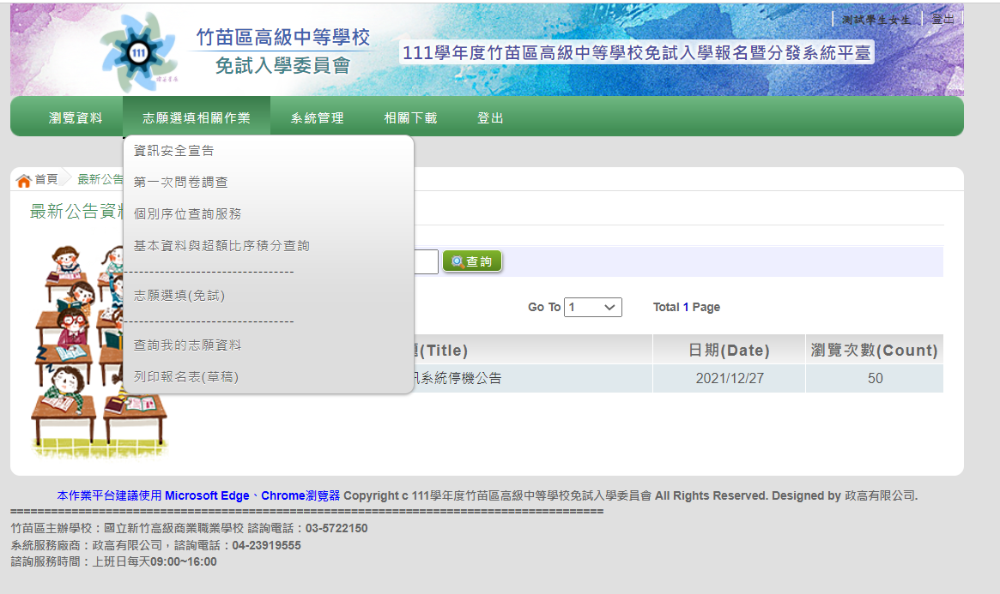 測試學生女生 登出
竹苗區高級中等學校
免試入學委員會
111
111學年度竹苗區高級中等學校免試入學報名暨分發系統平臺
瀏覽資料 志願選填相關作業 系統管理 相關下載 登出
資訊安全宣告
第一次問卷調查
個別序位查詢服務
基本資料與超額比序積分查詢
--------------------------------
志願選填(免試)
--------------------------------
查詢我的志願資料
列印報名表(草稿)
首頁 最新公告
最新公告資
查詢
Go To 1 Total 1 Page
(Title) 日期(Date) 瀏覽次數(Count)
系統停機公告 2021/12/27 50
本作業平台建議使用 Microsoft Edge、Chrome瀏覽器 Copyright c 111學年度竹苗區高級中等學校免試入學委員會 All Rights Reserved. Designed by 政高有限公司.
======================================================================================
竹苗區主辦學校：國立新竹高級商業職業學校 諮詢電話：03-5722150
系統服務廠商：政高有限公司，諮詢電話：04-23919555
諮詢服務時間：上班日每天09:00~16:00